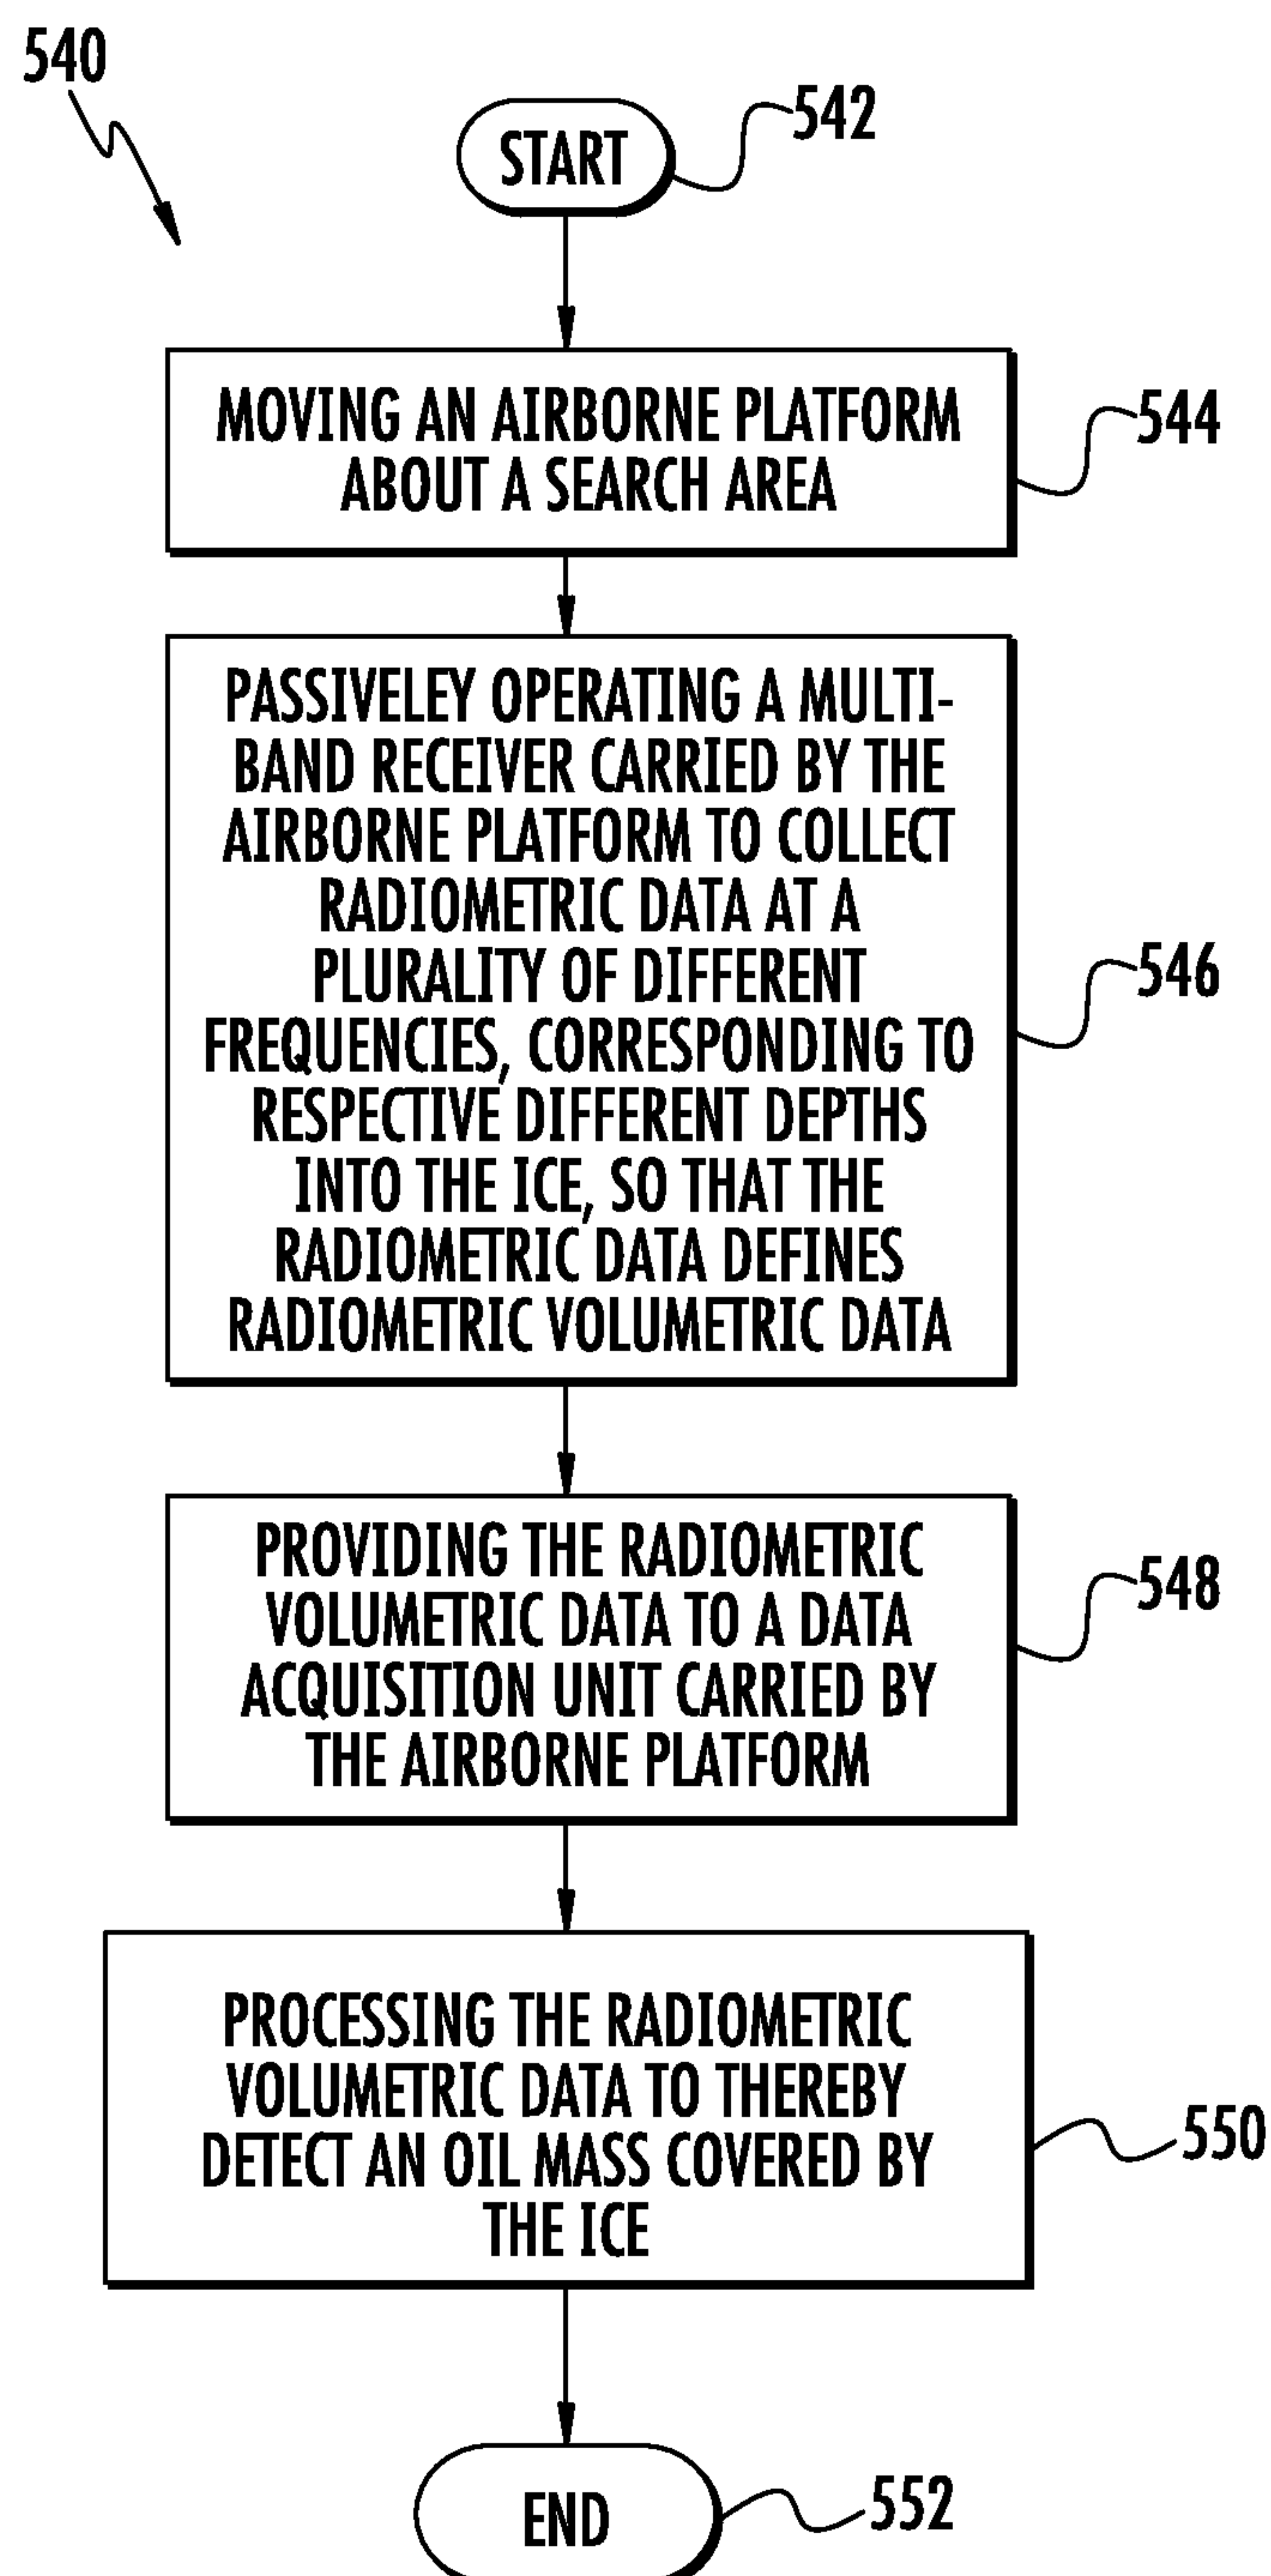 540
START
542
MOVING AN AIRBORNE PLATFORM
ABOUT A SEARCH AREA
544
PASSIVELEY OPERATING A MULTI-
BAND RECEIVER CARRIED BY THE
AIRBORNE PLATFORM TO COLLECT
RADIOMETRIC DATA AT A
PLURALITY OF DIFFERENT
FREQUENCIES, CORRESPONDING TO
RESPECTIVE DIFFERENT DEPTHS
INTO THE ICE, SO THAT THE
RADIOMETRIC DATA DEFINES
RADIOMETRIC VOLUMETRIC DATA
546
PROVIDING THE RADIOMETRIC
VOLUMETRIC DATA TO A DATA
ACQUISITION UNIT CARRIED BY
THE AIRBORNE PLATFORM
548
PROCESSING THE RADIOMETRIC
VOLUMETRIC DATA TO THEREBY
DETECT AN OIL MASS COVERED BY
THE ICE
550
END
552